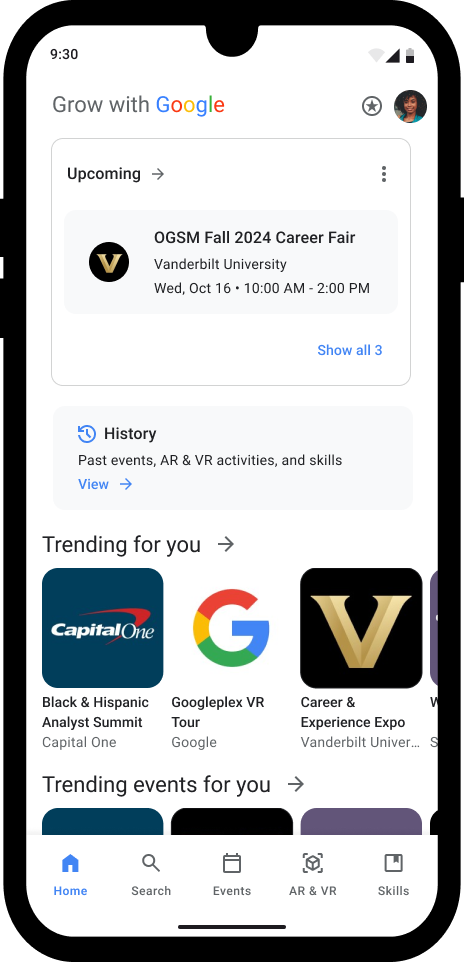 9:30
Grow with Google
Upcoming
OGSM Fall 2024 Career Fair
Vanderbilt University
Wed, Oct 16 • 10:00 AM - 2:00 PM
Show all 3
History
Past events, AR & VR activities, and skills
View
Trending for you
Capital One
Black & Hispanic
Analyst Summit
Capital One
Googleplex VR
Tour
Google
Career &
Experience Expo
Vanderbilt Univer...
Trending events for you
Home
Search
Events
AR & VR
Skills